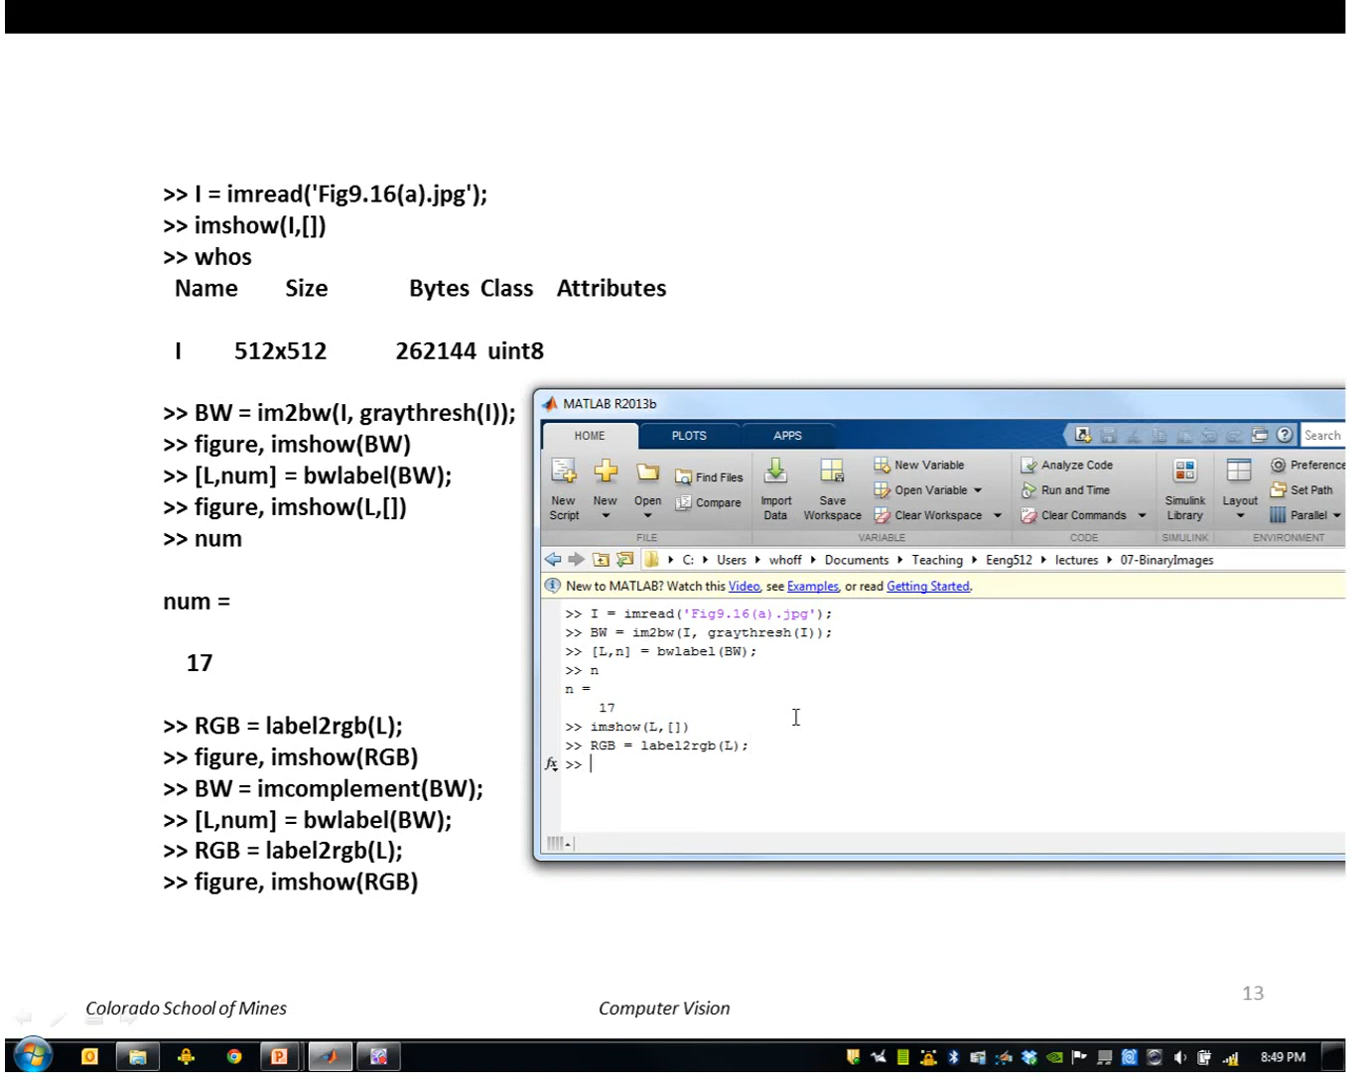 >> I = imread('Fig9.16(a).jpg');
>> imshow(I,[])
>> whos
Name Size Bytes Class Attributes
I 512x512 262144 uint8
>> BW = im2bw(I, graythresh(I));
>> figure, imshow(BW)
>> [L,num] = bwlabel(BW);
>> figure, imshow(L,[])
>> num
num =
17
>> RGB = label2rgb(L);
>> figure, imshow(RGB)
>> BW = imcomplement(BW);
>> [L,num] = bwlabel(BW);
>> RGB = label2rgb(L);
>> figure, imshow(RGB)
MATLAB R2013b
HOME PLOTS APPS Search
New Script
New
Open
Find Files
Compare
Import Data
Save Workspace
New Variable
Open Variable
Clear Workspace
Analyze Code
Run and Time
Clear Commands
Simulink Library
Layout
Preference
Set Path
Parallel
FILE VARIABLE CODE SIMULINK ENVIRONMENT
C: Users whoff Documents Teaching Eeng512 lectures 07-BinaryImages
New to MATLAB? Watch this Video, see Examples, or read Getting Started.
>> I = imread('Fig9.16(a).jpg');
>> BW = im2bw(I, graythresh(I));
>> [L,n] = bwlabel(BW);
>> n
n =
17
>> imshow(L,[])
>> RGB = label2rgb(L);
fx >>
13
Colorado School of Mines Computer Vision
8:49 PM